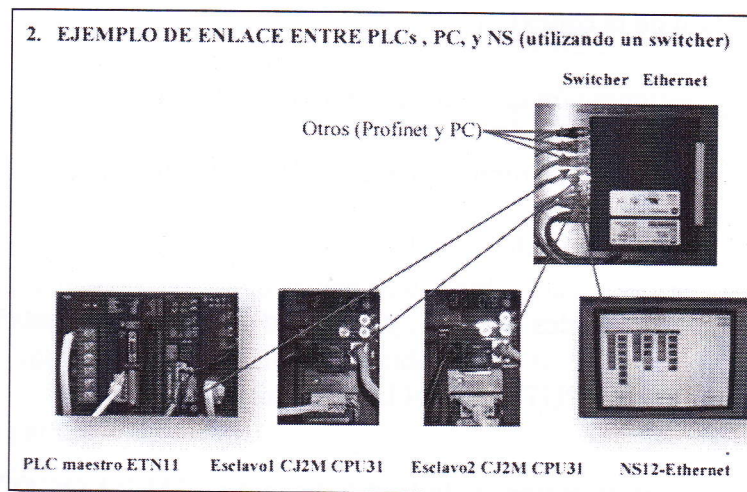 2. EJEMPLO DE ENLACE ENTRE PLCs , PC, y NS (utilizando un switcher)
Switcher Ethernet
Otros (Profinet y PC)
PLC maestro ETN11 Esclavo1 CJ2M CPU31 Esclavo2 CJ2M CPU31 NS12-Ethernet